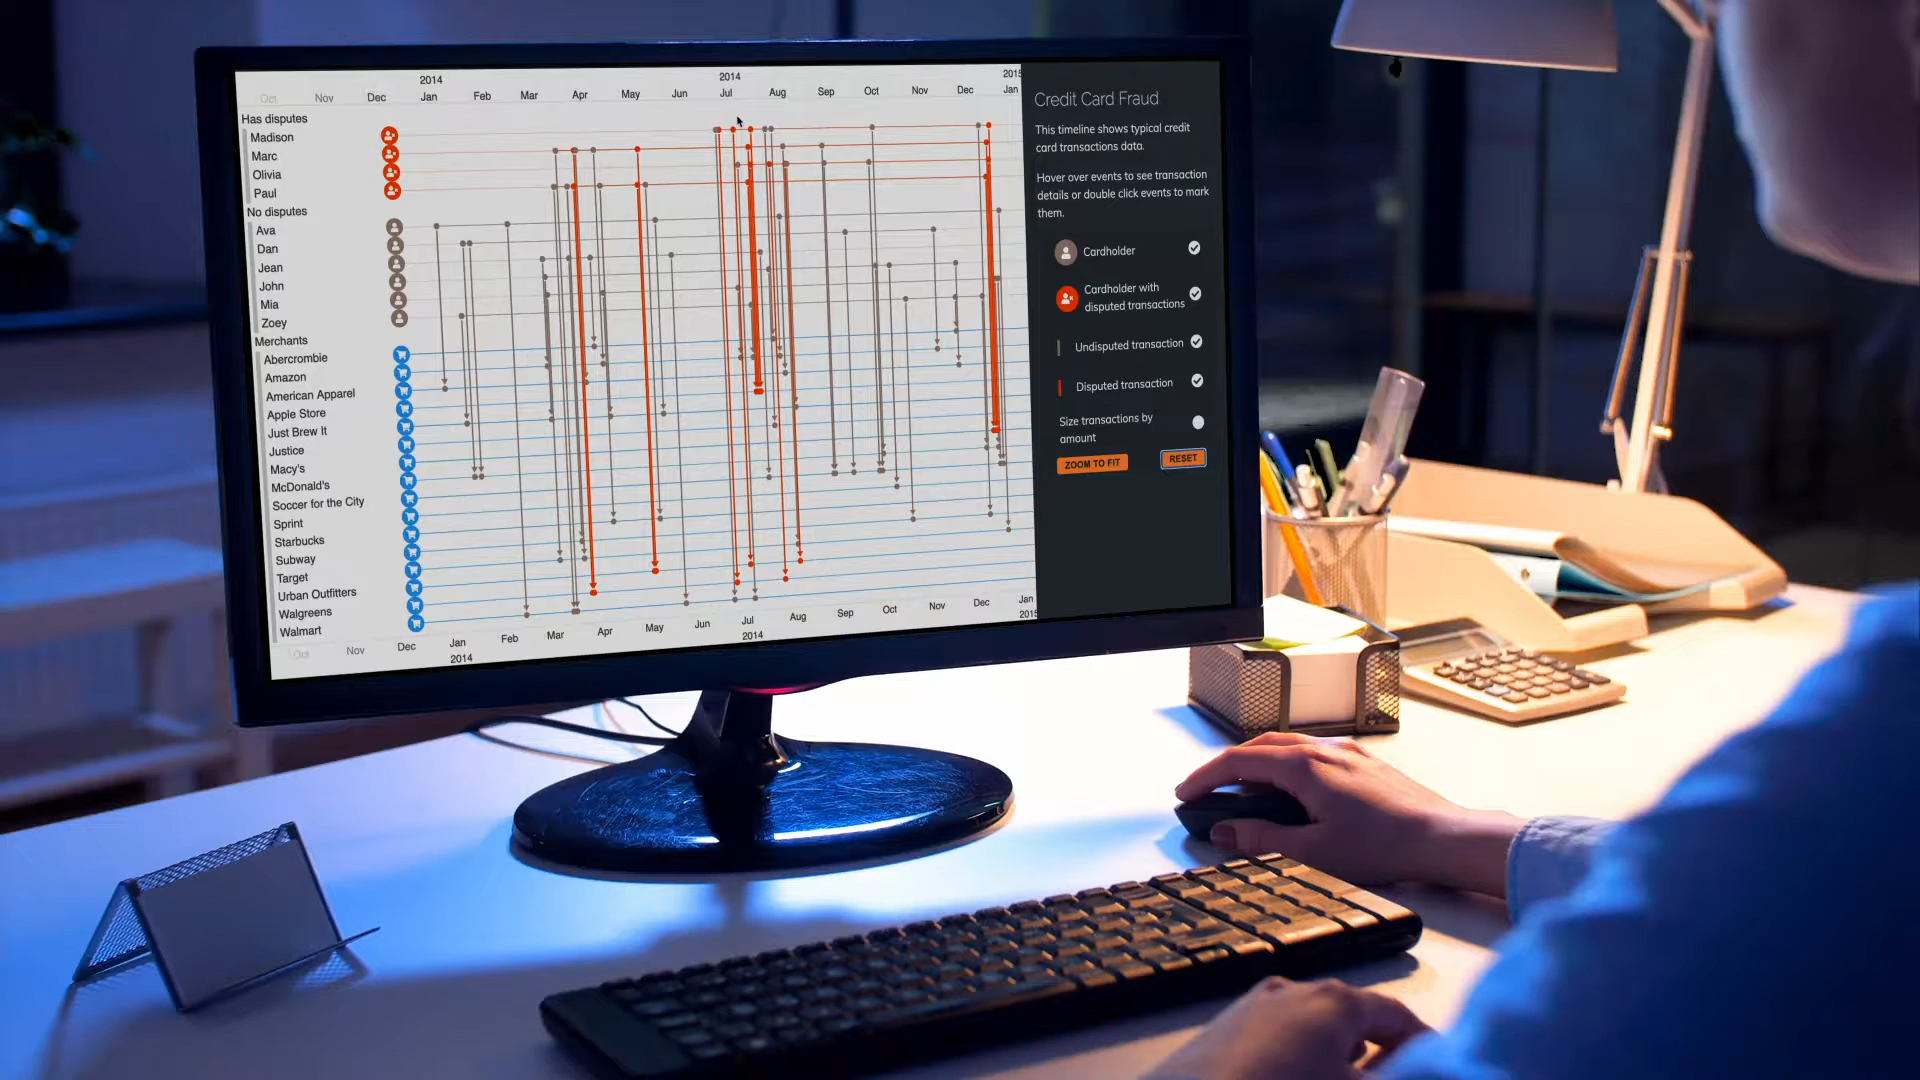 2014 2014 2015
Oct Nov Dec Jan Feb Mar Apr May Jun Jul Aug Sep Oct Nov Dec Jan
Has disputes
Madison
Marc
Olivia
Paul
No disputes
Ava
Dan
Jean
John
Mia
Zoey
Merchants
Abercrombie
Amazon
American Apparel
Apple Store
Just Brew It
Justice
Macy's
McDonald's
Soccer for the City
Sprint
Starbucks
Subway
Target
Urban Outfitters
Walgreens
Walmart
Oct Nov Dec Jan Feb Mar Apr May Jun Jul Aug Sep Oct Nov Dec Jan
2014 2014 2015
Credit Card Fraud
This timeline shows typical credit
card transactions data.
Hover over events to see transaction
details or double click events to mark
them.
Cardholder
Cardholder with
disputed transactions
Undisputed transaction
Disputed transaction
Size transactions by
amount
ZOOM TO FIT RESET